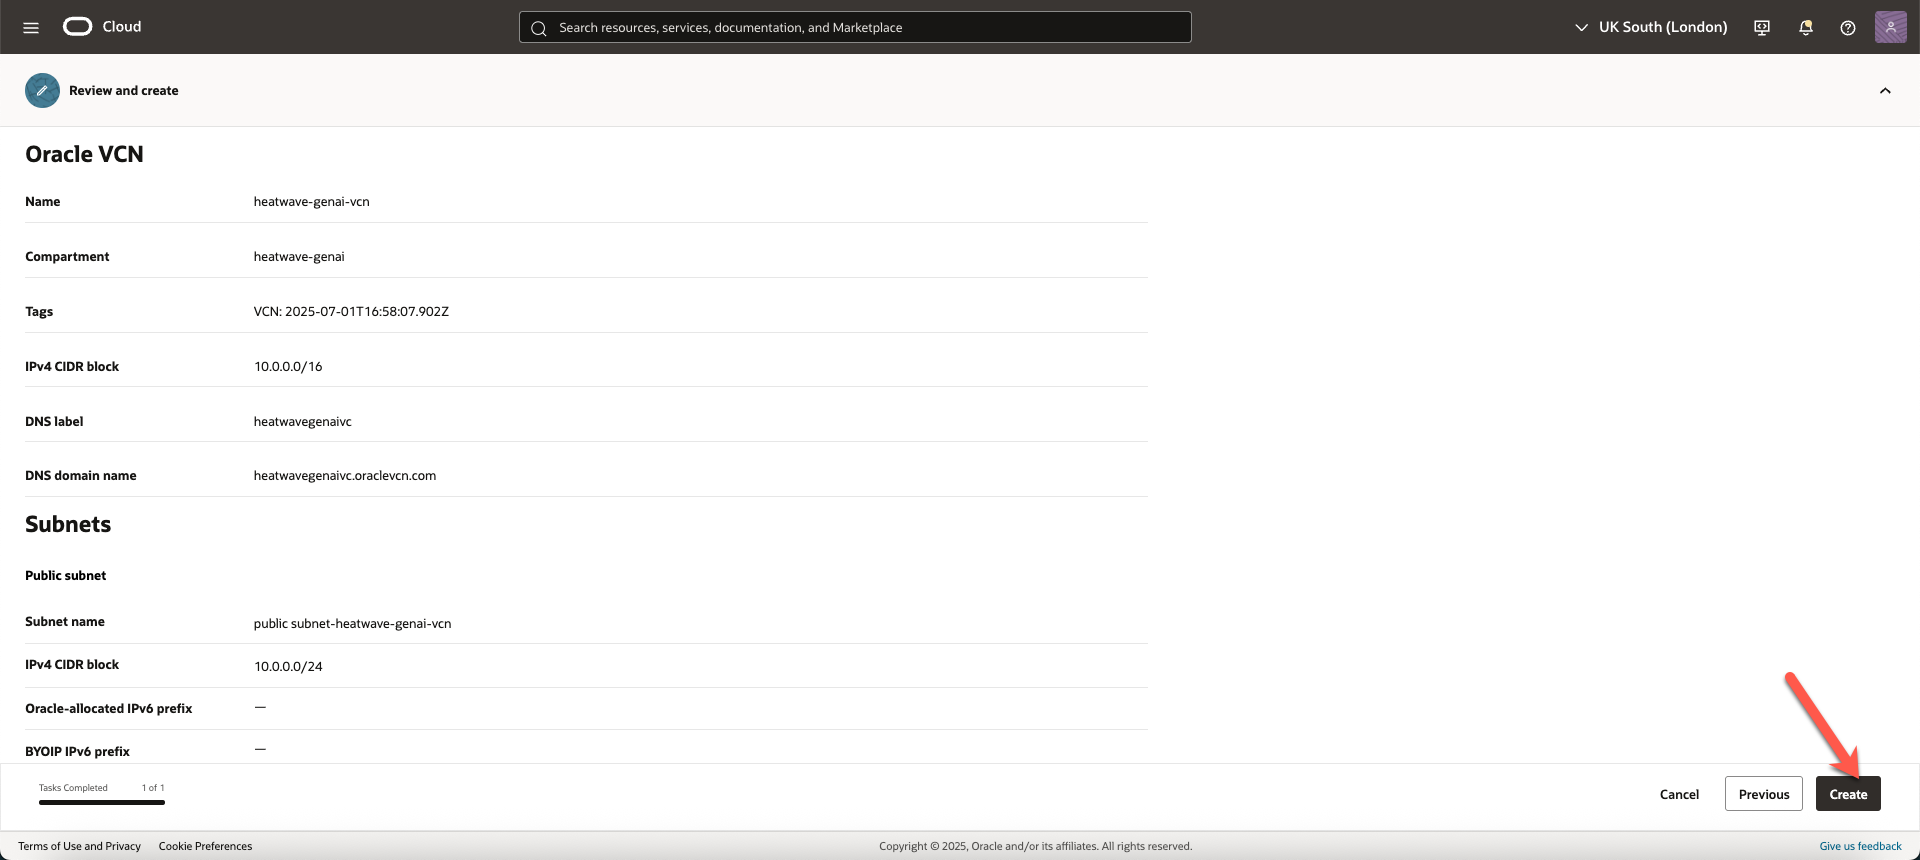 Cloud
Search resources, services, documentation, and Marketplace
UK South (London)
Review and create
Oracle VCN
Name heatwave-genai-vcn
Compartment heatwave-genai
Tags VCN: 2025-07-01T16:58:07.902Z
IPv4 CIDR block 10.0.0.0/16
DNS label heatwavegenaivc
DNS domain name heatwavegenaivc.oraclevcn.com
Subnets
Public subnet
Subnet name public subnet-heatwave-genai-vcn
IPv4 CIDR block 10.0.0.0/24
Oracle-allocated IPv6 prefix —
BYOIP IPv6 prefix —
Tasks Completed 1 of 1
Cancel Previous Create
Terms of Use and Privacy Cookie Preferences Copyright © 2025, Oracle and/or its affiliates. All rights reserved. Give us feedback